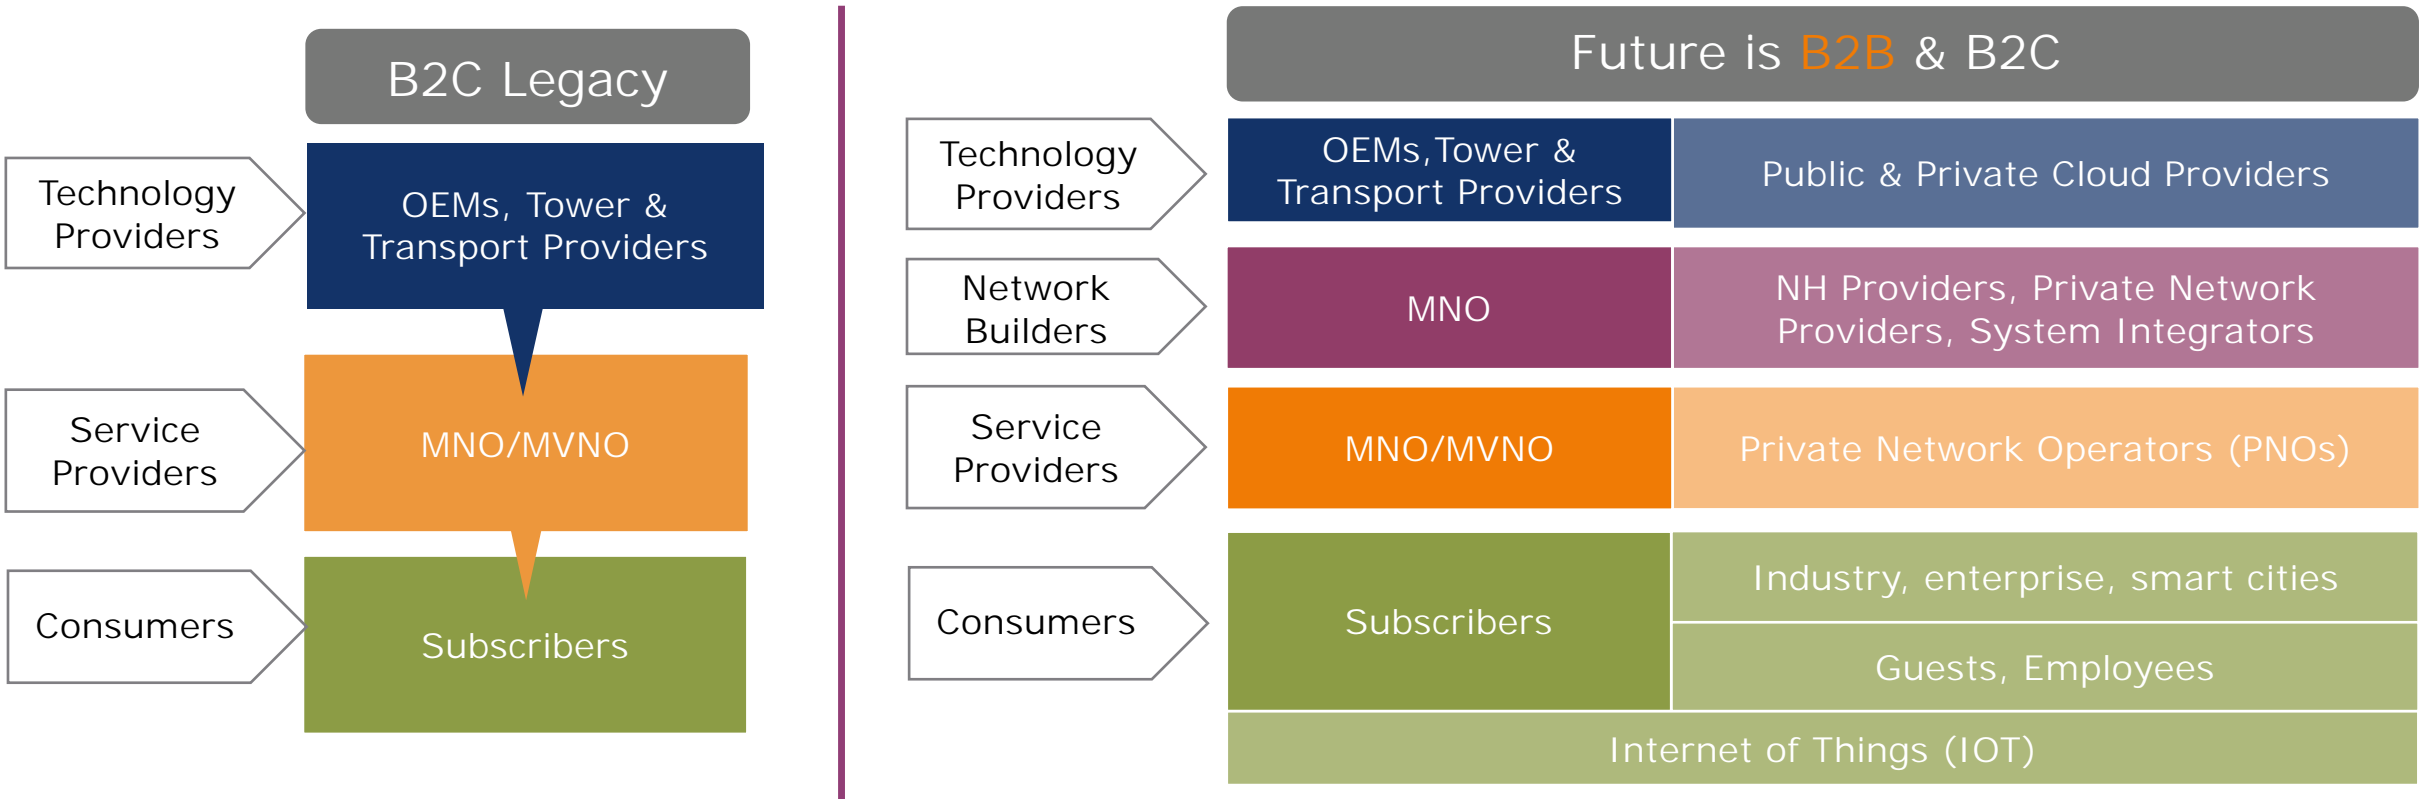 B2C Legacy
Technology
Providers
OEMs, Tower &
Transport Providers
Service
Providers
MNO/MVNO
Consumers
Subscribers
Future is B2B & B2C
Technology
Providers
OEMs,Tower &
Transport Providers
Public & Private Cloud Providers
Network
Builders
MNO
NH Providers, Private Network
Providers, System Integrators
Service
Providers
MNO/MVNO
Private Network Operators (PNOs)
Consumers
Subscribers
Industry, enterprise, smart cities
Guests, Employees
Internet of Things (IOT)